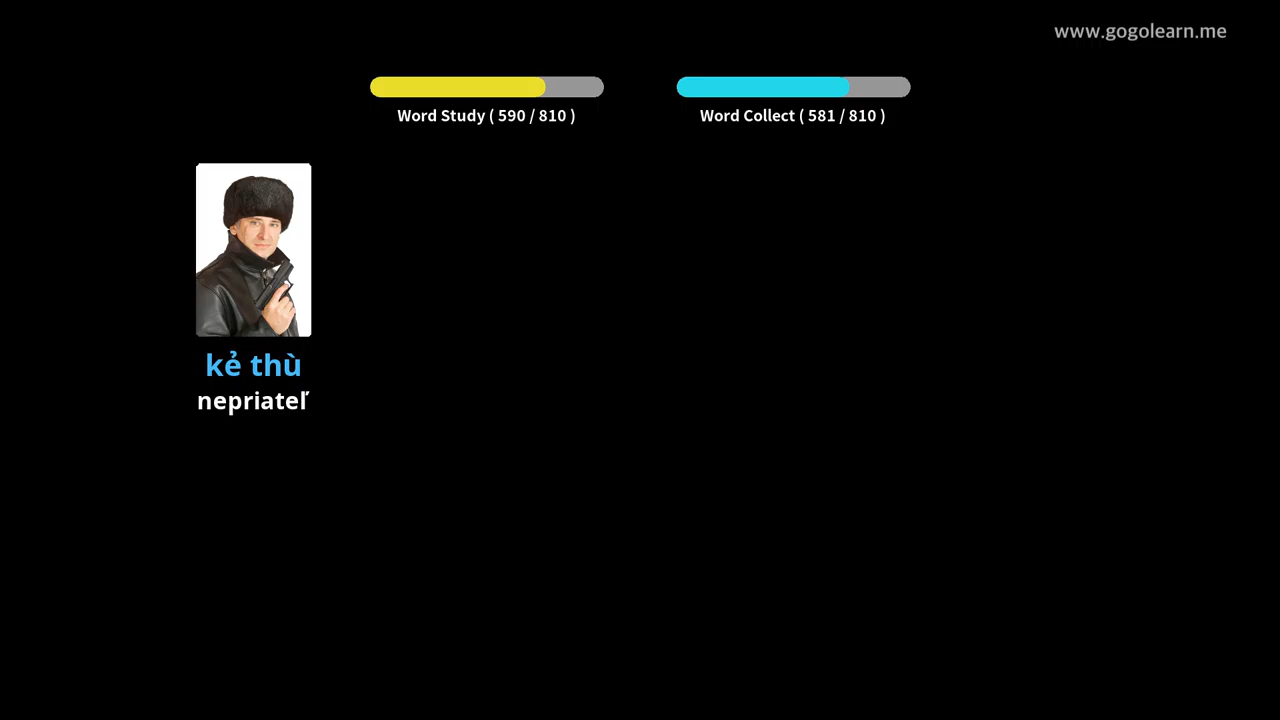 www.gogolearn.me
Word Study ( 590 / 810 )
Word Collect ( 581 / 810 )
kẻ thù
nepriateľ